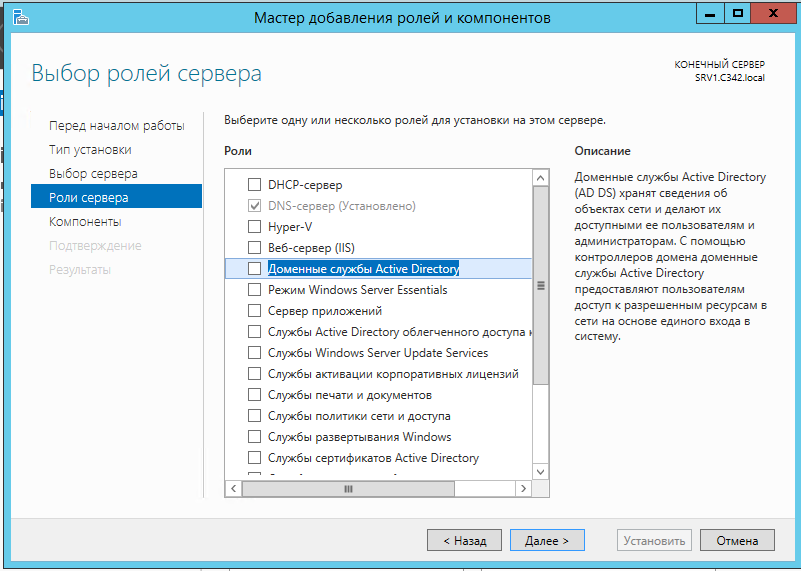 Мастер добавления ролей и компонентов
Выбор ролей сервера
КОНЕЧНЫЙ СЕРВЕР
SRV1.C342.local
Перед началом работы
Тип установки
Выбор сервера
Роли сервера
Компоненты
Подтверждение
Результаты
Выберите одну или несколько ролей для установки на этом сервере.
Роли
DHCP-сервер
DNS-сервер (Установлено)
Hyper-V
Веб-сервер (IIS)
Доменные службы Active Directory
Режим Windows Server Essentials
Сервер приложений
Службы Active Directory облегченного доступа к
Службы Windows Server Update Services
Службы активации корпоративных лицензий
Службы печати и документов
Службы политики сети и доступа
Службы развертывания Windows
Службы сертификатов Active Directory
Описание
Доменные службы Active Directory
(AD DS) хранят сведения об
объектах сети и делают их
доступными ее пользователям и
администраторам. С помощью
контроллеров домена доменные
службы Active Directory
предоставляют пользователям
доступ к разрешенным ресурсам в
сети на основе единого входа в
систему.
< Назад
Далее >
Установить
Отмена